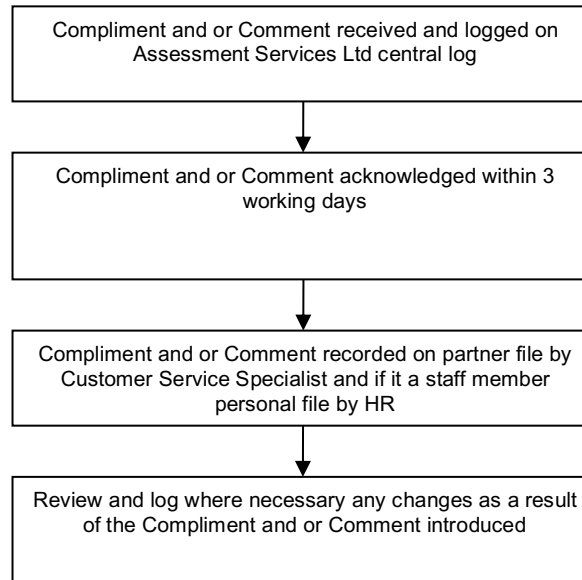 Compliment and or Comment received and logged on
Assessment Services Ltd central log
Compliment and or Comment acknowledged within 3
working days
Compliment and or Comment recorded on partner file by
Customer Service Specialist and if it a staff member
personal file by HR
Review and log where necessary any changes as a result
of the Compliment and or Comment introduced